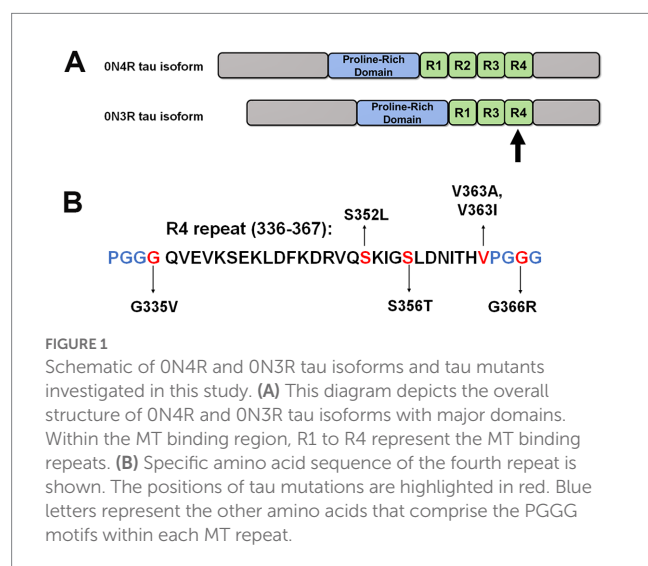 A
0N4R tau isoform
Proline-Rich
Domain
R1 R2 R3 R4
0N3R tau isoform
Proline-Rich
Domain
R1 R3 R4
B
R4 repeat (336-367):
S352L
V363A,
V363I
PGGG QVEVKSEKLDFKDRVQSKIGSLDNITHVPGGG
G335V
S356T
G366R
FIGURE 1
Schematic of 0N4R and 0N3R tau isoforms and tau mutants
investigated in this study. (A) This diagram depicts the overall
structure of 0N4R and 0N3R tau isoforms with major domains.
Within the MT binding region, R1 to R4 represent the MT binding
repeats. (B) Specific amino acid sequence of the fourth repeat is
shown. The positions of tau mutations are highlighted in red. Blue
letters represent the other amino acids that comprise the PGGG
motifs within each MT repeat.